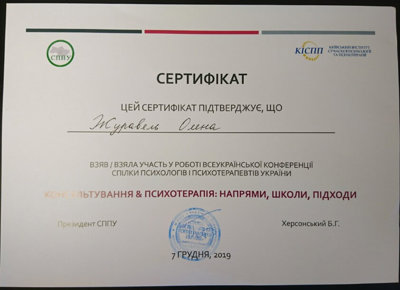 СППУ
КІСПП
КИЇВСЬКИЙ ІНСТИТУТ
СУЧАСНОЇ ПСИХОЛОГІЇ
ТА ПСИХОТЕРАПІЇ
СЕРТИФІКАТ
ЦЕЙ СЕРТИФІКАТ ПІДТВЕРДЖУЄ, ЩО
Журавель Олена
ВЗЯВ / ВЗЯЛА УЧАСТЬ У РОБОТІ ВСЕУКРАЇНСЬКОЇ КОНФЕРЕНЦІЇ
СПІЛКИ ПСИХОЛОГІВ І ПСИХОТЕРАПЕВТІВ УКРАЇНИ
КОНСУЛЬТУВАННЯ & ПСИХОТЕРАПІЯ: НАПРЯМИ, ШКОЛИ, ПІДХОДИ
Президент СППУ
Херсонський Б.Г.
7 ГРУДНЯ, 2019